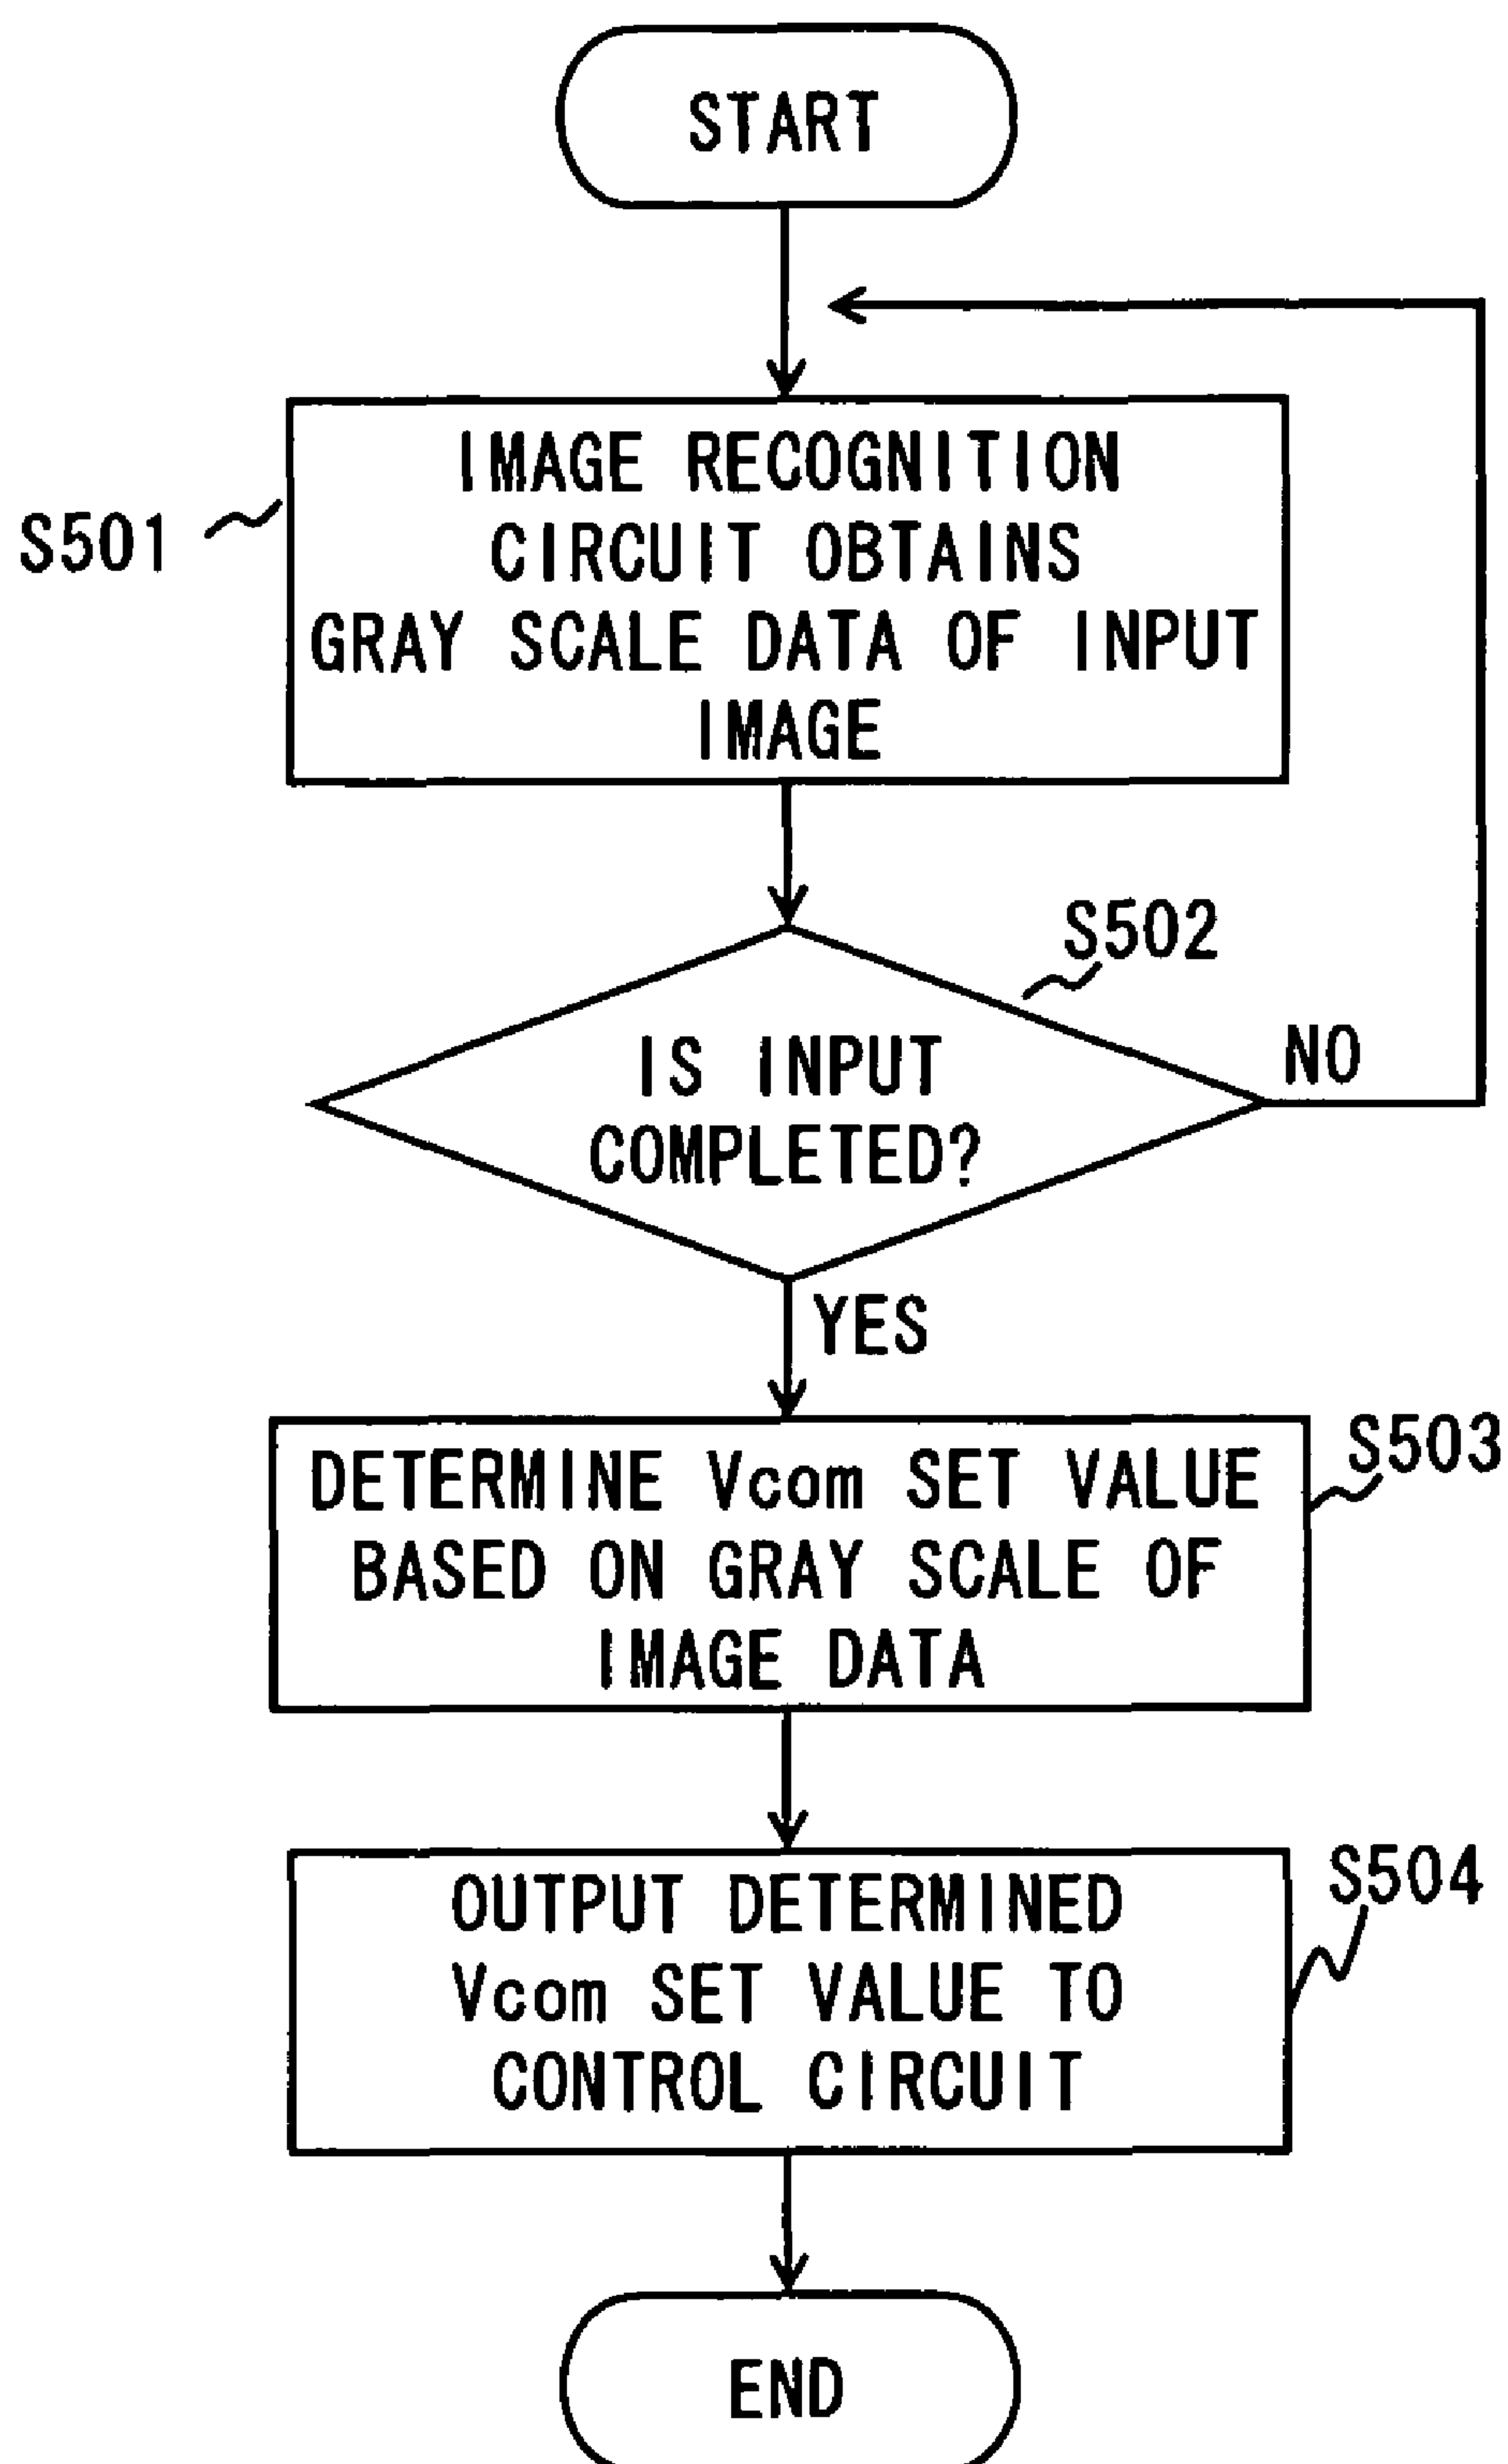 START
S501
IMAGE RECOGNITION
CIRCUIT OBTAINS
GRAY SCALE DATA OF INPUT
IMAGE
S502
IS INPUT
COMPLETED?
NO
YES
S503
DETERMINE Vcom SET VALUE
BASED ON GRAY SCALE OF
IMAGE DATA
S504
OUTPUT DETERMINED
Vcom SET VALUE TO
CONTROL CIRCUIT
END